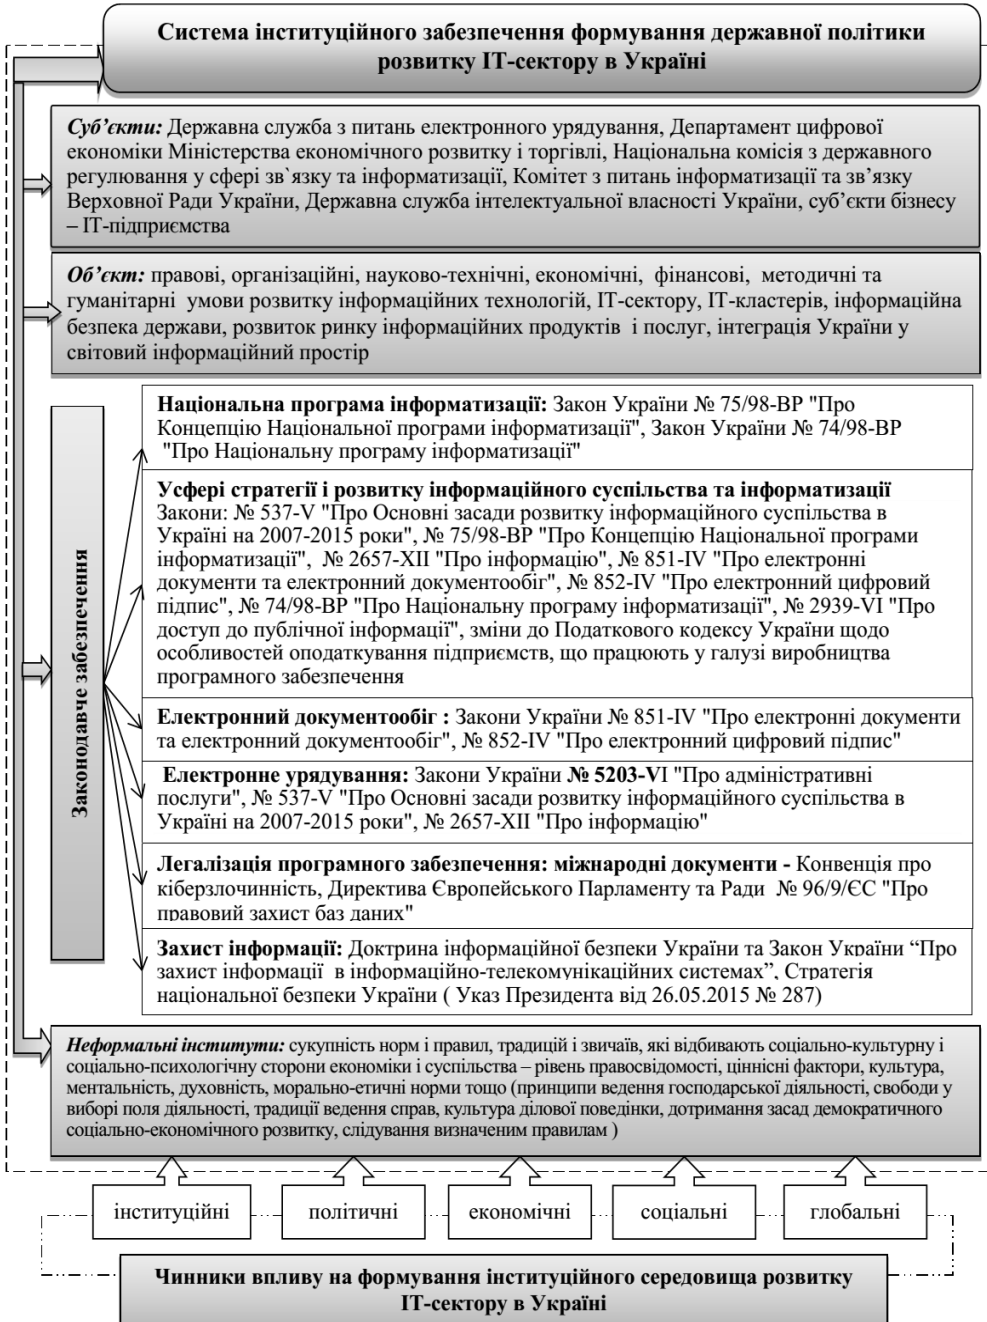 Система інституційного забезпечення формування державної політики
розвитку ІТ-сектору в Україні
Суб’єкти: Державна служба з питань електронного урядування, Департамент цифрової
економіки Міністерства економічного розвитку і торгівлі, Національна комісія з державного
регулювання у сфері зв`язку та інформатизації, Комітет з питань інформатизації та зв’язку
Верховної Ради України, Державна служба інтелектуальної власності України, суб’єкти бізнесу
– ІТ-підприємства
Об’єкт: правові, організаційні, науково-технічні, економічні, фінансові, методичні та
гуманітарні умови розвитку інформаційних технологій, ІТ-сектору, ІТ-кластерів, інформаційна
безпека держави, розвиток ринку інформаційних продуктів і послуг, інтеграція України у
світовий інформаційний простір
Законодавче забезпечення
Національна програма інформатизації: Закон України № 75/98-ВР "Про
Концепцію Національної програми інформатизації", Закон України № 74/98-ВР
"Про Національну програму інформатизації"
Усфері стратегії і розвитку інформаційного суспільства та інформатизації
Закони: № 537-V "Про Основні засади розвитку інформаційного суспільства в
Україні на 2007-2015 роки", № 75/98-ВР "Про Концепцію Національної програми
інформатизації", № 2657-XII "Про інформацію", № 851-IV "Про електронні
документи та електронний документообіг", № 852-IV "Про електронний цифровий
підпис", № 74/98-ВР "Про Національну програму інформатизації", № 2939-VI "Про
доступ до публічної інформації", зміни до Податкового кодексу України щодо
особливостей оподаткування підприємств, що працюють у галузі виробництва
програмного забезпечення
Електронний документообіг : Закони України № 851-IV "Про електронні документи
та електронний документообіг", № 852-IV "Про електронний цифровий підпис"
Електронне урядування: Закони України № 5203-VI "Про адміністративні
послуги", № 537-V "Про Основні засади розвитку інформаційного суспільства в
Україні на 2007-2015 роки", № 2657-XII "Про інформацію"
Легалізація програмного забезпечення: міжнародні документи - Конвенція про
кіберзлочинність, Директива Європейського Парламенту та Ради № 96/9/ЄС "Про
правовий захист баз даних"
Захист інформації: Доктрина інформаційної безпеки України та Закон України “Про
захист інформації в інформаційно-телекомунікаційних системах”, Стратегія
національної безпеки України ( Указ Президента від 26.05.2015 № 287)
Неформальні інститути: сукупність норм і правил, традицій і звичаїв, які відбивають соціально-культурну і
соціально-психологічну сторони економіки і суспільства – рівень правосвідомості, ціннісні фактори, культура,
ментальність, духовність, морально-етичні норми тощо (принципи ведення господарської діяльності, свободи у
виборі поля діяльності, традиції ведення справ, культура ділової поведінки, дотримання засад демократичного
соціально-економічного розвитку, слідування визначеним правилам )
інституційні
політичні
економічні
соціальні
глобальні
Чинники впливу на формування інституційного середовища розвитку
ІТ-сектору в Україні